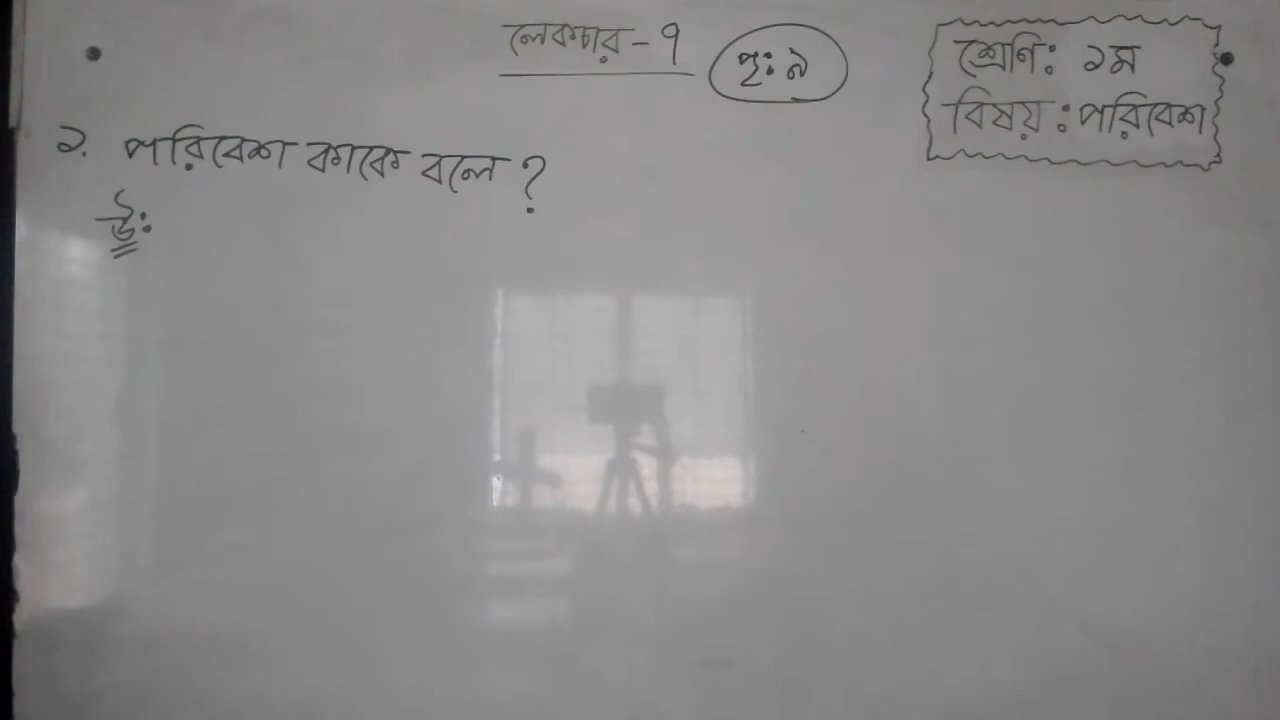 লেকচার - ৭
পৃ: ৯
শ্রেণি: ১ম
বিষয়: পরিবেশ
১. পরিবেশ কাকে বলে ?
উ: